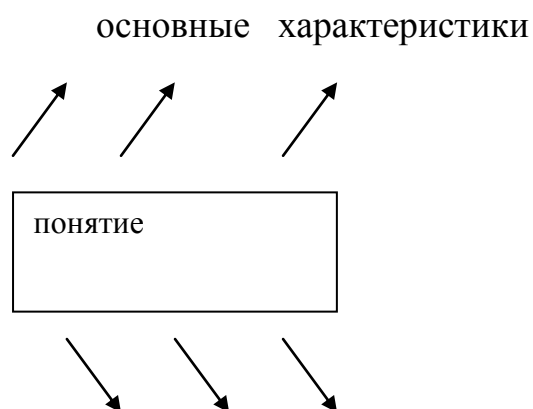 основные характеристики
понятие